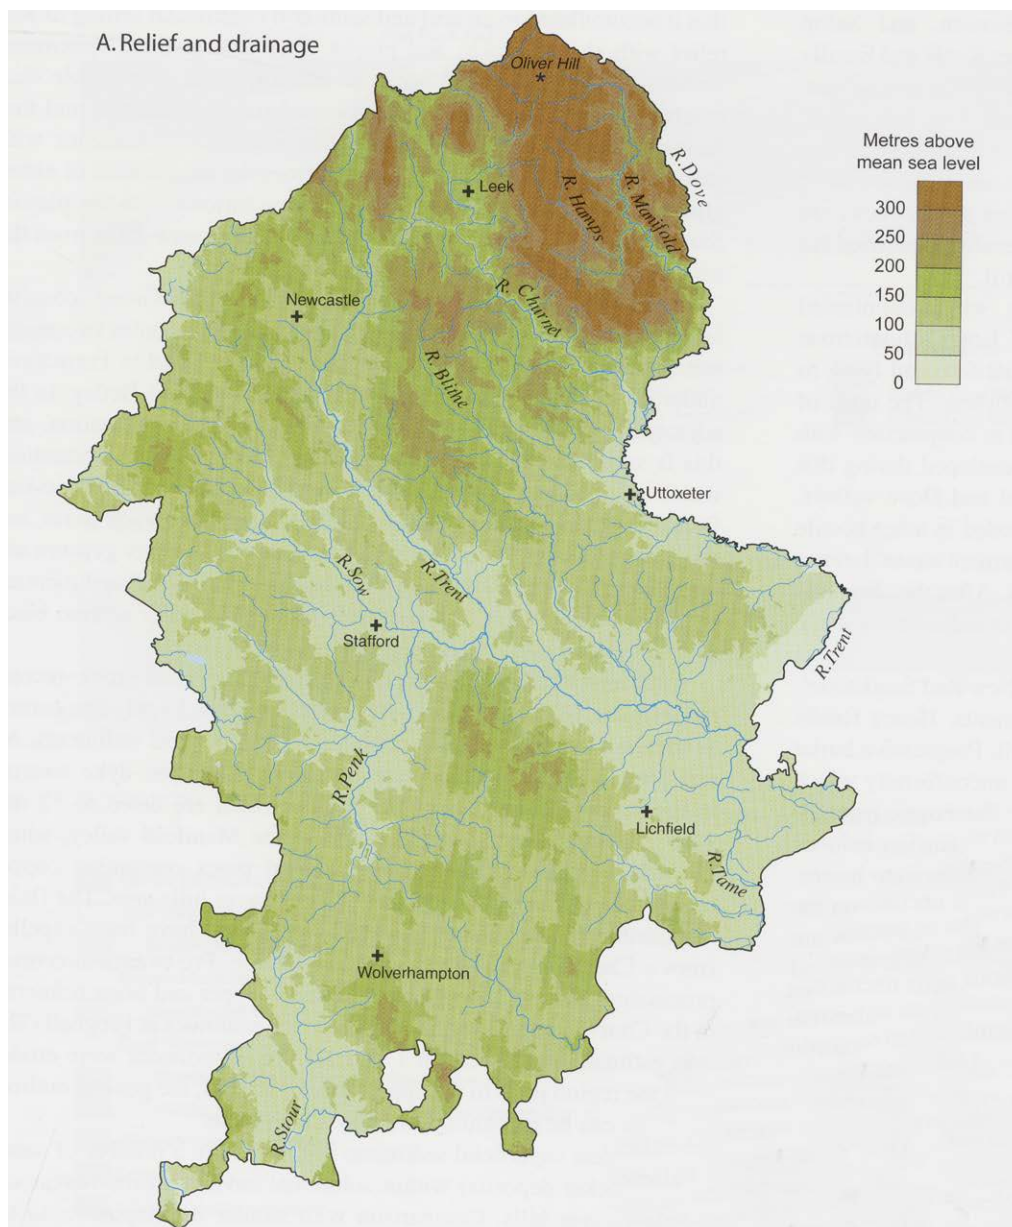 A. Relief and drainage
Oliver Hill
*
Metres above
mean sea level
300
250
200
150
100
50
0
R. Dove
Leek
R. Hamps
R. Manifold
Newcastle
R. Churnet
R. Blithe
Uttoxeter
R. Sow
R. Trent
Stafford
R. Trent
R. Penk
Lichfield
R. Tame
Wolverhampton
R. Stour